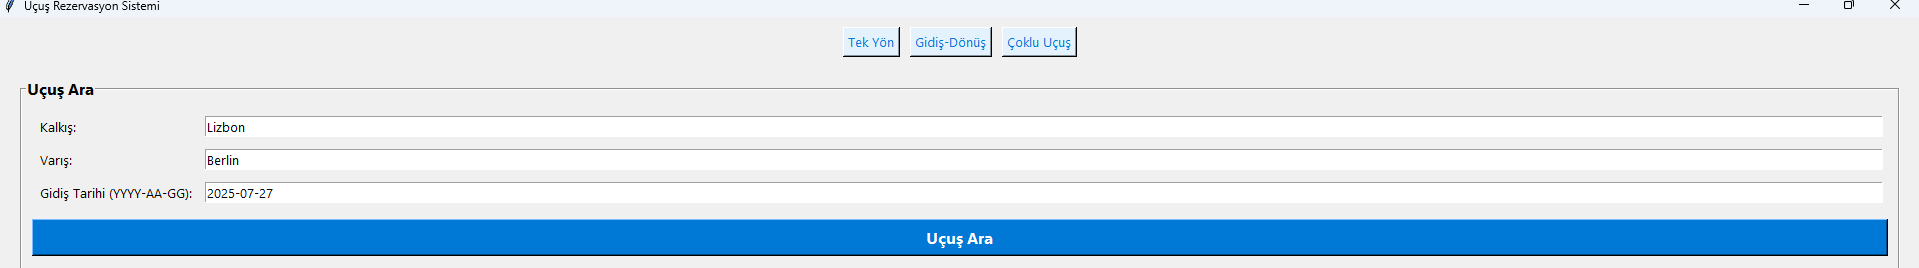 Uçuş Rezervasyon Sistemi
Tek Yön Gidiş-Dönüş Çoklu Uçuş
Uçuş Ara
Kalkış: Lizbon
Varış: Berlin
Gidiş Tarihi (YYYY-AA-GG): 2025-07-27
Uçuş Ara